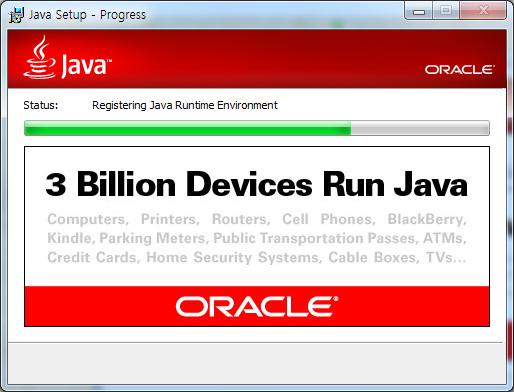 Java Setup - Progress
Java™
ORACLE®
Status: Registering Java Runtime Environment
3 Billion Devices Run Java
Computers, Printers, Routers, Cell Phones, BlackBerry,
Kindle, Parking Meters, Public Transportation Passes, ATMs,
Credit Cards, Home Security Systems, Cable Boxes, TVs...
ORACLE®